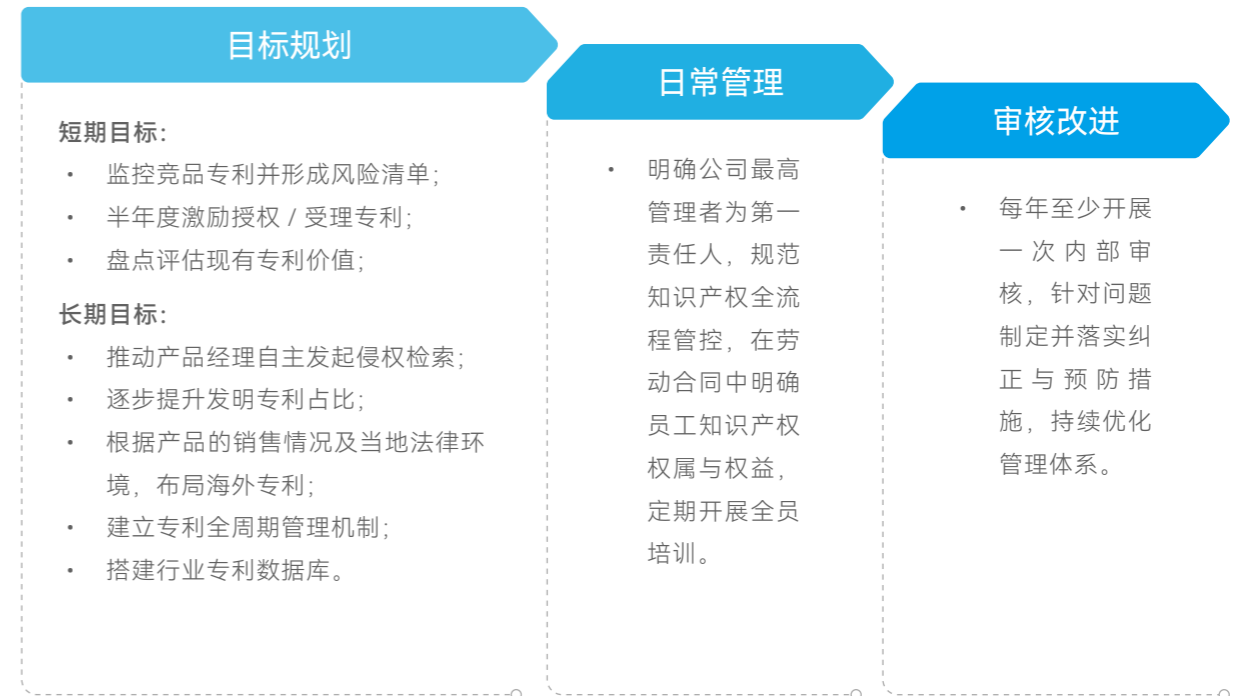 目标规划
短期目标：
• 监控竞品专利并形成风险清单；
• 半年度激励授权 / 受理专利；
• 盘点评估现有专利价值；
长期目标：
• 推动产品经理自主发起侵权检索；
• 逐步提升发明专利占比；
• 根据产品的销售情况及当地法律环
境，布局海外专利；
• 建立专利全周期管理机制；
• 搭建行业专利数据库。
日常管理
• 明确公司最高
管理者为第一
责任人，规范
知识产权全流
程管控，在劳
动合同中明确
员工知识产权
权属与权益，
定期开展全员
培训。
审核改进
• 每年至少开展
一次内部审
核，针对问题
制定并落实纠
正与预防措
施，持续优化
管理体系。